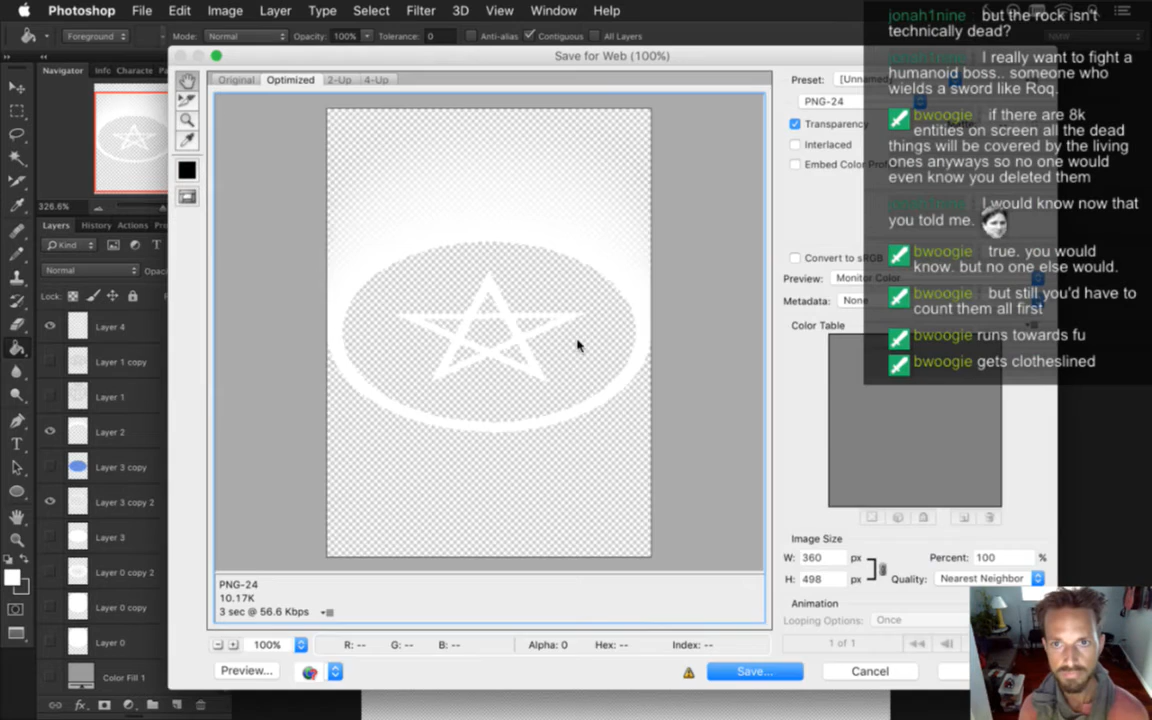 Photoshop File Edit Image Layer Type Select Filter 3D View Window Help
Foreground Mode: Normal Opacity: 100% Tolerance: 0 Anti-alias Contiguous All Layers
Save for Web (100%)
Navigator Info Characte
326.6%
Layers History Actions
Kind
Normal Opac
Lock:
Layer 4
Layer 1 copy
Layer 1
Layer 2
Layer 3 copy
Layer 3 copy 2
Layer 3
Layer 0 copy 2
Layer 0 copy
Layer 0
Color Fill 1
Original Optimized 2-Up 4-Up
PNG-24
10.17K
3 sec @ 56.6 Kbps
100% R: -- G: -- B: -- Alpha: 0 Hex: -- Index: --
Preview... Save... Cancel
Preset: [Unnamed]
PNG-24
Transparency
Interlaced
Embed Color Prof
Convert to sRGB
Preview: Monitor Color
Metadata: None
Color Table
Image Size
W: 360 px Percent: 100 %
H: 498 px Quality: Nearest Neighbor
Animation
Looping Options: Once
1 of 1
jonah1nine but the rock isn't
technically dead?
jonah1nine I really want to fight a
humanoid boss.. someone who
wields a sword like Roq.
bwoogie if there are 8k
entities on screen all the dead
things will be covered by the living
ones anyways so no one would
even know you deleted them
jonah1nine I would know now that
you told me.
bwoogie true. you would
know. but no one else would.
bwoogie but still you'd have to
count them all first
bwoogie runs towards fu
bwoogie gets clotheslined